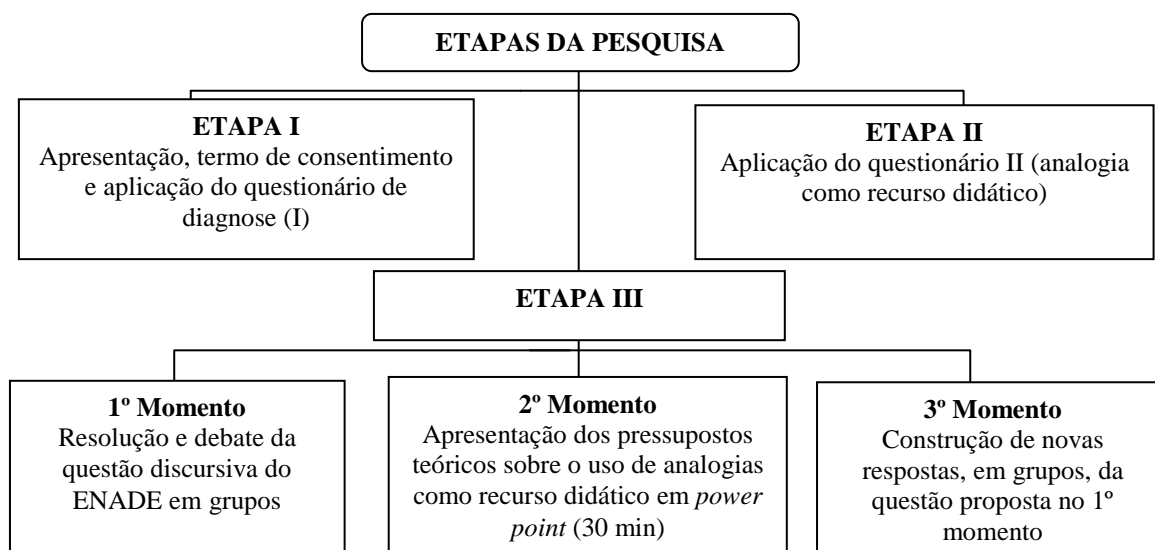 ETAPAS DA PESQUISA
ETAPA I
Apresentação, termo de consentimento
e aplicação do questionário de
diagnose (I)
ETAPA II
Aplicação do questionário II (analogia
como recurso didático)
ETAPA III
1º Momento
Resolução e debate da
questão discursiva do
ENADE em grupos
2º Momento
Apresentação dos pressupostos
teóricos sobre o uso de analogias
como recurso didático em power
point (30 min)
3º Momento
Construção de novas
respostas, em grupos, da
questão proposta no 1º
momento